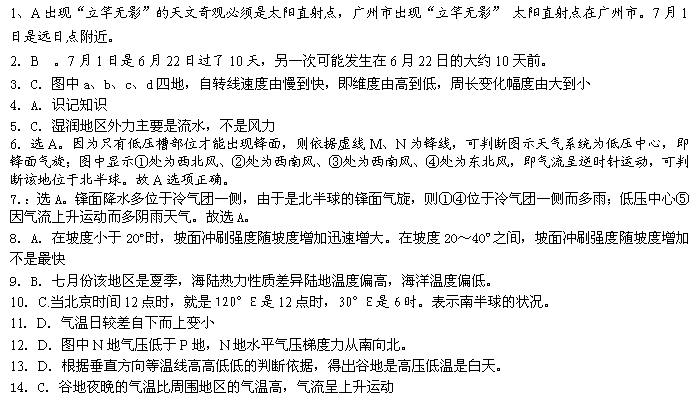 1、A 出现“立竿无影”的天文奇观必须是太阳直射点，广州市出现“立竿无影” 太阳直射点在广州市。7 月 1
日是远日点附近。
2. B 。7 月 1 日是 6 月 22 日过了 10 天，另一次可能发生在 6 月 22 日的大约 10 天前。
3. C. 图中 a、b、c、d 四地，自转线速度由慢到快，即维度由高到低，周长变化幅度由大到小
4. A. 识记知识
5. C. 湿润地区外力主要是流水，不是风力
6. 选 A。因为只有低压槽部位才能出现锋面，则依据虚线 M、N 为锋线，可判断图示天气系统为低压中心，即
锋面气旋；图中显示①处为西北风、②处为西南风、③处为西南风、④处为东北风，即气流呈逆时针运动，可判
断该地位于北半球。故 A 选项正确。
7.：选 A。锋面降水多位于冷气团一侧，由于是北半球的锋面气旋，则①④位于冷气团一侧而多雨；低压中心⑤
因气流上升运动而多阴雨天气。故选 A。
8. A. 在坡度小于 20°时，坡面冲刷强度随坡度增加迅速增大。在坡度 20～40°之间，坡面冲刷强度随坡度增加
不是最快
9. B. 七月份该地区是夏季，海陆热力性质差异陆地温度偏高，海洋温度偏低。
10. C 当北京时间 12 点时，就是 120° E 是 12 点时，30° E 是 6 时。表示南半球的状况。
11. D. 气温日较差自下而上变小
12. D. 图中 N 地气压低于 P 地，N 地水平气压梯度力从南向北。
13. D. 根据垂直方向等温线高高低低的判断依据，得出谷地是高压低温是白天。
14. C. 谷地夜晚的气温比周围地区的气温高，气流呈上升运动